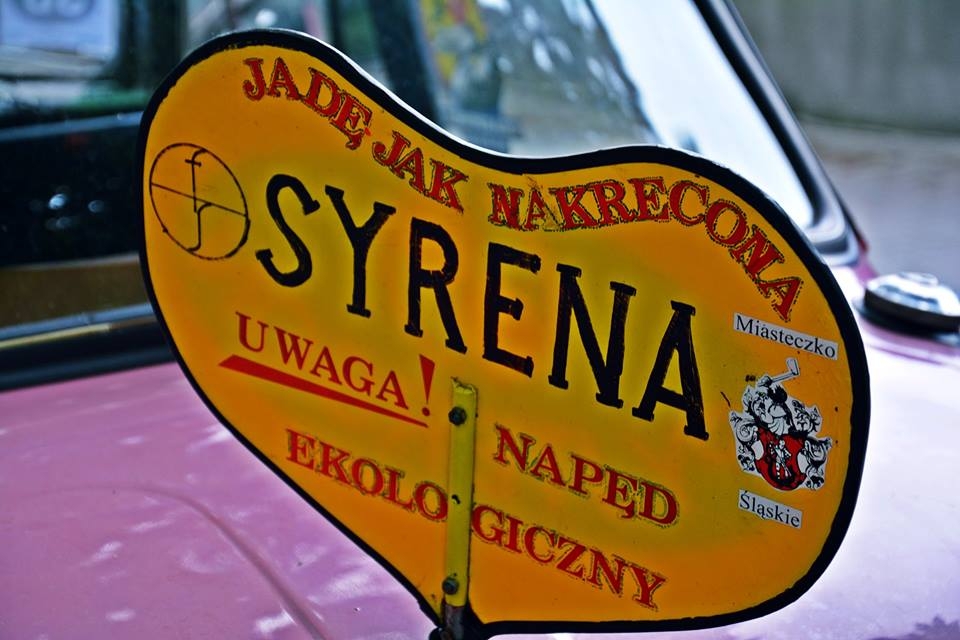 JADĘ JAK NAKRĘCONA
SYRENA
UWAGA!
NAPĘD
EKOLOGICZNY
Miasteczko
Śląskie